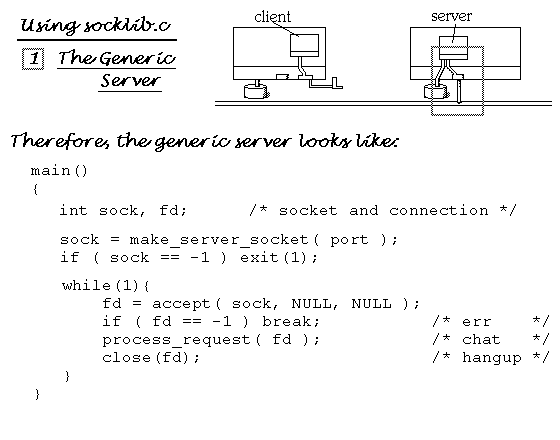 Using socklib.c
1 The Generic
Server
client
server
Therefore, the generic server looks like:
main()
{
int sock, fd; /* socket and connection */
sock = make_server_socket( port );
if ( sock == -1 ) exit(1);
while(1){
fd = accept( sock, NULL, NULL );
if ( fd == -1 ) break; /* err */
process_request( fd ); /* chat */
close(fd); /* hangup */
}
}